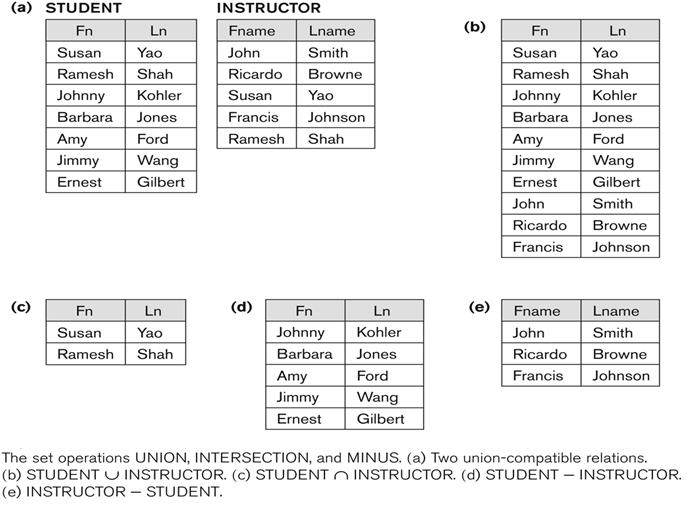 (a) STUDENT
Fn Ln
Susan Yao
Ramesh Shah
Johnny Kohler
Barbara Jones
Amy Ford
Jimmy Wang
Ernest Gilbert
INSTRUCTOR
Fname Lname
John Smith
Ricardo Browne
Susan Yao
Francis Johnson
Ramesh Shah
(b)
Fn Ln
Susan Yao
Ramesh Shah
Johnny Kohler
Barbara Jones
Amy Ford
Jimmy Wang
Ernest Gilbert
John Smith
Ricardo Browne
Francis Johnson
(c)
Fn Ln
Susan Yao
Ramesh Shah
(d)
Fn Ln
Johnny Kohler
Barbara Jones
Amy Ford
Jimmy Wang
Ernest Gilbert
(e)
Fname Lname
John Smith
Ricardo Browne
Francis Johnson
The set operations UNION, INTERSECTION, and MINUS. (a) Two union-compatible relations.
(b) STUDENT ∪ INSTRUCTOR. (c) STUDENT ∩ INSTRUCTOR. (d) STUDENT − INSTRUCTOR.
(e) INSTRUCTOR − STUDENT.